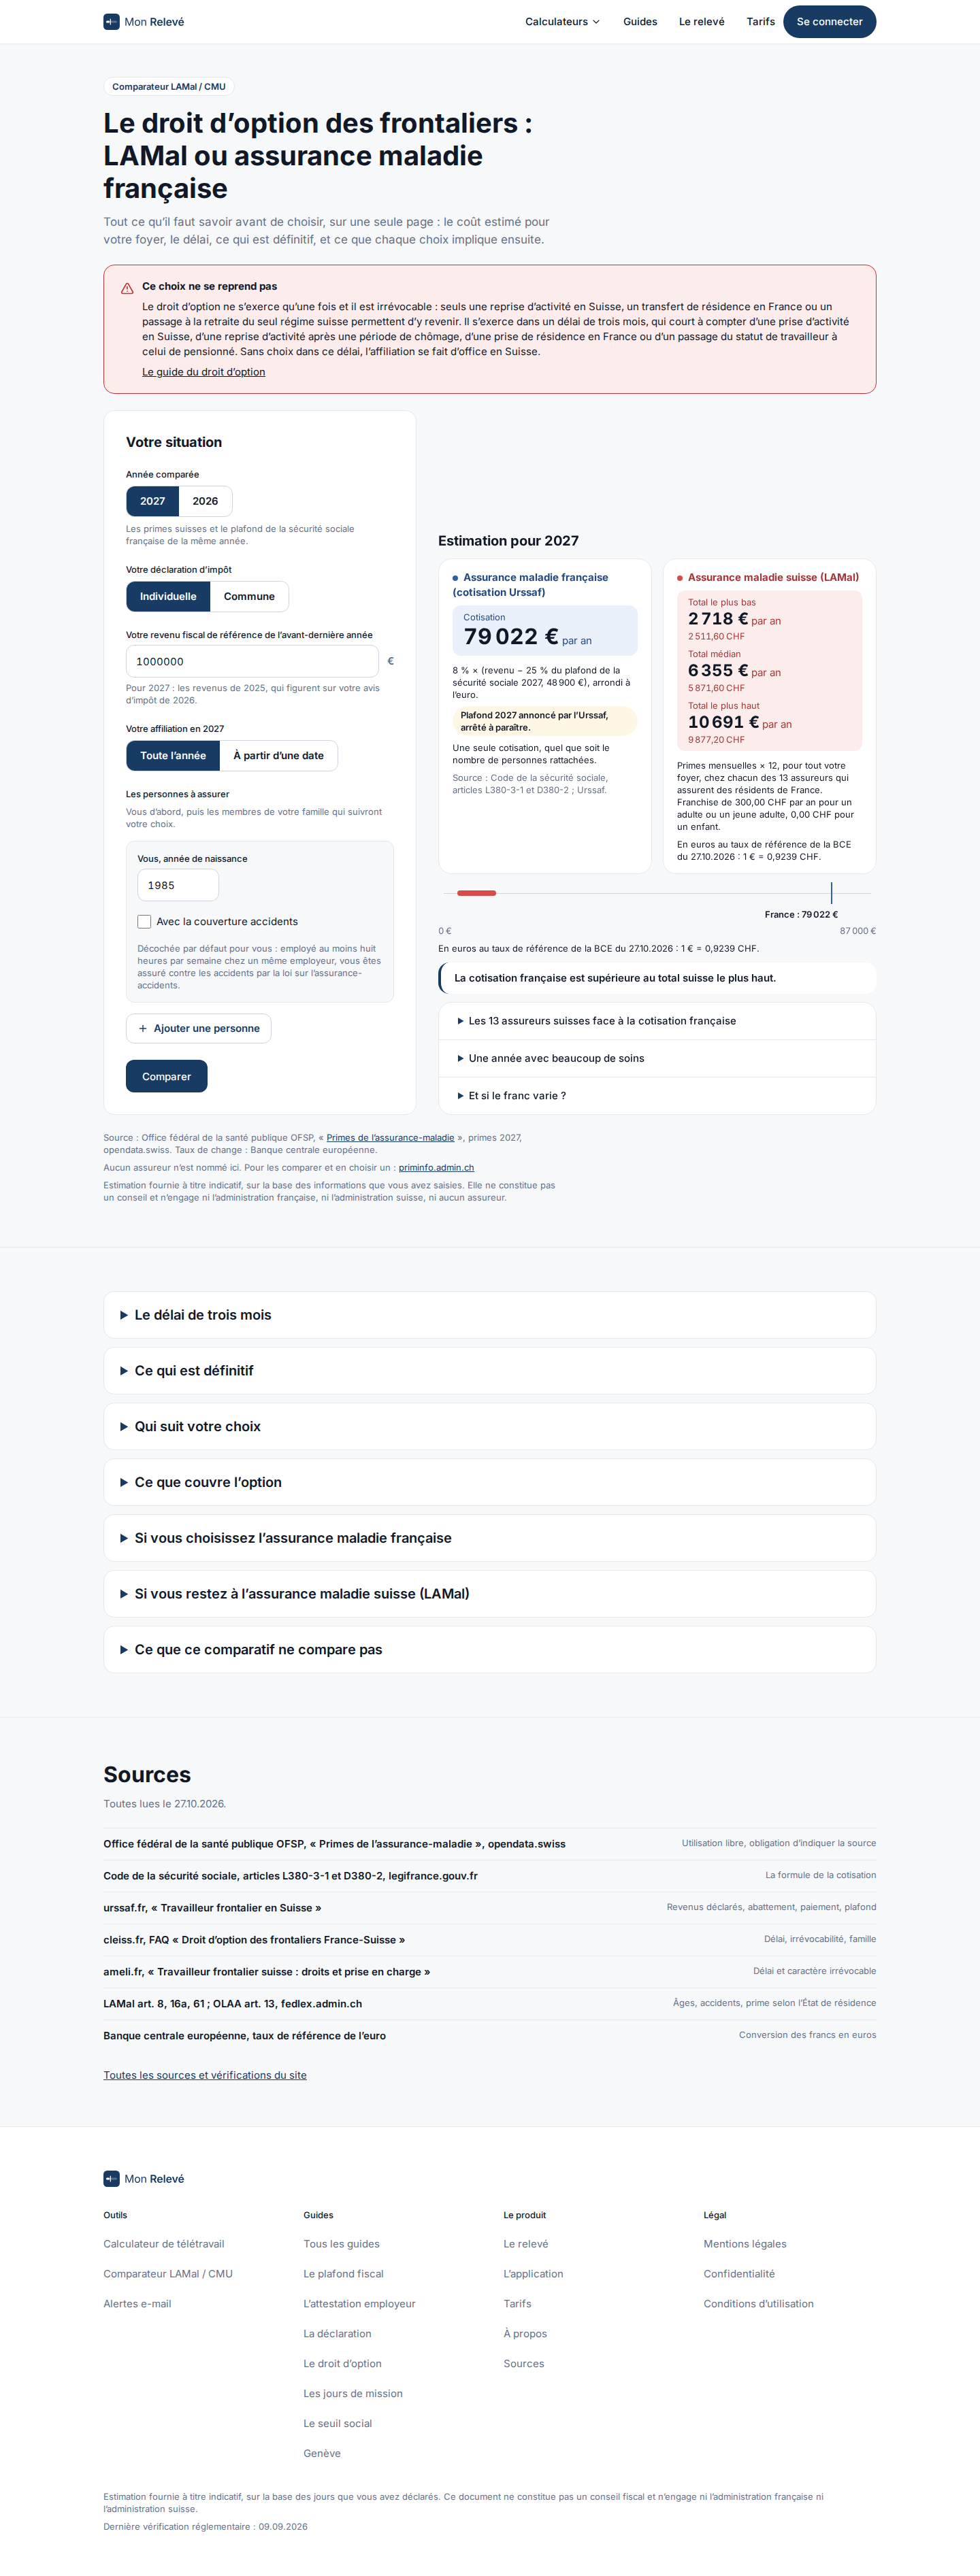 Mon Relevé
Calculateurs
Guides
Le relevé
Tarifs
Se connecter
Comparateur LAMal / CMU
Le droit d’option des frontaliers :
LAMal ou assurance maladie
française
Tout ce qu’il faut savoir avant de choisir, sur une seule page : le coût estimé pour
votre foyer, le délai, ce qui est définitif, et ce que chaque choix implique ensuite.
Ce choix ne se reprend pas
Le droit d’option ne s’exerce qu’une fois et il est irrévocable : seuls une reprise d’activité en Suisse, un transfert de résidence en France ou un
passage à la retraite du seul régime suisse permettent d’y revenir. Il s’exerce dans un délai de trois mois, qui court à compter d’une prise d’activité
en Suisse, d’une reprise d’activité après une période de chômage, d’une prise de résidence en France ou d’un passage du statut de travailleur à
celui de pensionné. Sans choix dans ce délai, l’affiliation se fait d’office en Suisse.
Le guide du droit d’option
Votre situation
Année comparée
2027
2026
Les primes suisses et le plafond de la sécurité sociale
française de la même année.
Votre déclaration d’impôt
Individuelle
Commune
Votre revenu fiscal de référence de l’avant-dernière année
1000000
€
Pour 2027 : les revenus de 2025, qui figurent sur votre avis
d’impôt de 2026.
Votre affiliation en 2027
Toute l’année
À partir d’une date
Les personnes à assurer
Vous d’abord, puis les membres de votre famille qui suivront
votre choix.
Vous, année de naissance
1985
Avec la couverture accidents
Décochée par défaut pour vous : employé au moins huit
heures par semaine chez un même employeur, vous êtes
assuré contre les accidents par la loi sur l’assurance-
accidents.
Ajouter une personne
Comparer
Estimation pour 2027
Assurance maladie française
(cotisation Urssaf)
Cotisation
79 022 € par an
8 % × (revenu − 25 % du plafond de la
sécurité sociale 2027, 48 900 €), arrondi à
l’euro.
Plafond 2027 annoncé par l’Urssaf,
arrêté à paraître.
Une seule cotisation, quel que soit le
nombre de personnes rattachées.
Source : Code de la sécurité sociale,
articles L380-3-1 et D380-2 ; Urssaf.
Assurance maladie suisse (LAMal)
Total le plus bas
2 718 € par an
2 511,60 CHF
Total médian
6 355 € par an
5 871,60 CHF
Total le plus haut
10 691 € par an
9 877,20 CHF
Primes mensuelles × 12, pour tout votre
foyer, chez chacun des 13 assureurs qui
assurent des résidents de France.
Franchise de 300,00 CHF par an pour un
adulte ou un jeune adulte, 0,00 CHF pour
un enfant.
En euros au taux de référence de la BCE
du 27.10.2026 : 1 € = 0,9239 CHF.
France : 79 022 €
0 €
87 000 €
En euros au taux de référence de la BCE du 27.10.2026 : 1 € = 0,9239 CHF.
La cotisation française est supérieure au total suisse le plus haut.
Les 13 assureurs suisses face à la cotisation française
Une année avec beaucoup de soins
Et si le franc varie ?
Source : Office fédéral de la santé publique OFSP, « Primes de l’assurance-maladie », primes 2027,
opendata.swiss. Taux de change : Banque centrale européenne.
Aucun assureur n’est nommé ici. Pour les comparer et en choisir un : priminfo.admin.ch
Estimation fournie à titre indicatif, sur la base des informations que vous avez saisies. Elle ne constitue pas
un conseil et n’engage ni l’administration française, ni l’administration suisse, ni aucun assureur.
Le délai de trois mois
Ce qui est définitif
Qui suit votre choix
Ce que couvre l’option
Si vous choisissez l’assurance maladie française
Si vous restez à l’assurance maladie suisse (LAMal)
Ce que ce comparatif ne compare pas
Sources
Toutes lues le 27.10.2026.
Office fédéral de la santé publique OFSP, « Primes de l’assurance-maladie », opendata.swiss
Utilisation libre, obligation d’indiquer la source
Code de la sécurité sociale, articles L380-3-1 et D380-2, legifrance.gouv.fr
La formule de la cotisation
urssaf.fr, « Travailleur frontalier en Suisse »
Revenus déclarés, abattement, paiement, plafond
cleiss.fr, FAQ « Droit d’option des frontaliers France-Suisse »
Délai, irrévocabilité, famille
ameli.fr, « Travailleur frontalier suisse : droits et prise en charge »
Délai et caractère irrévocable
LAMal art. 8, 16a, 61 ; OLAA art. 13, fedlex.admin.ch
Âges, accidents, prime selon l’État de résidence
Banque centrale européenne, taux de référence de l’euro
Conversion des francs en euros
Toutes les sources et vérifications du site
Mon Relevé
Outils
Calculateur de télétravail
Comparateur LAMal / CMU
Alertes e-mail
Guides
Tous les guides
Le plafond fiscal
L’attestation employeur
La déclaration
Le droit d’option
Les jours de mission
Le seuil social
Genève
Le produit
Le relevé
L’application
Tarifs
À propos
Sources
Légal
Mentions légales
Confidentialité
Conditions d’utilisation
Estimation fournie à titre indicatif, sur la base des jours que vous avez déclarés. Ce document ne constitue pas un conseil fiscal et n’engage ni l’administration française ni
l’administration suisse.
Dernière vérification réglementaire : 09.09.2026